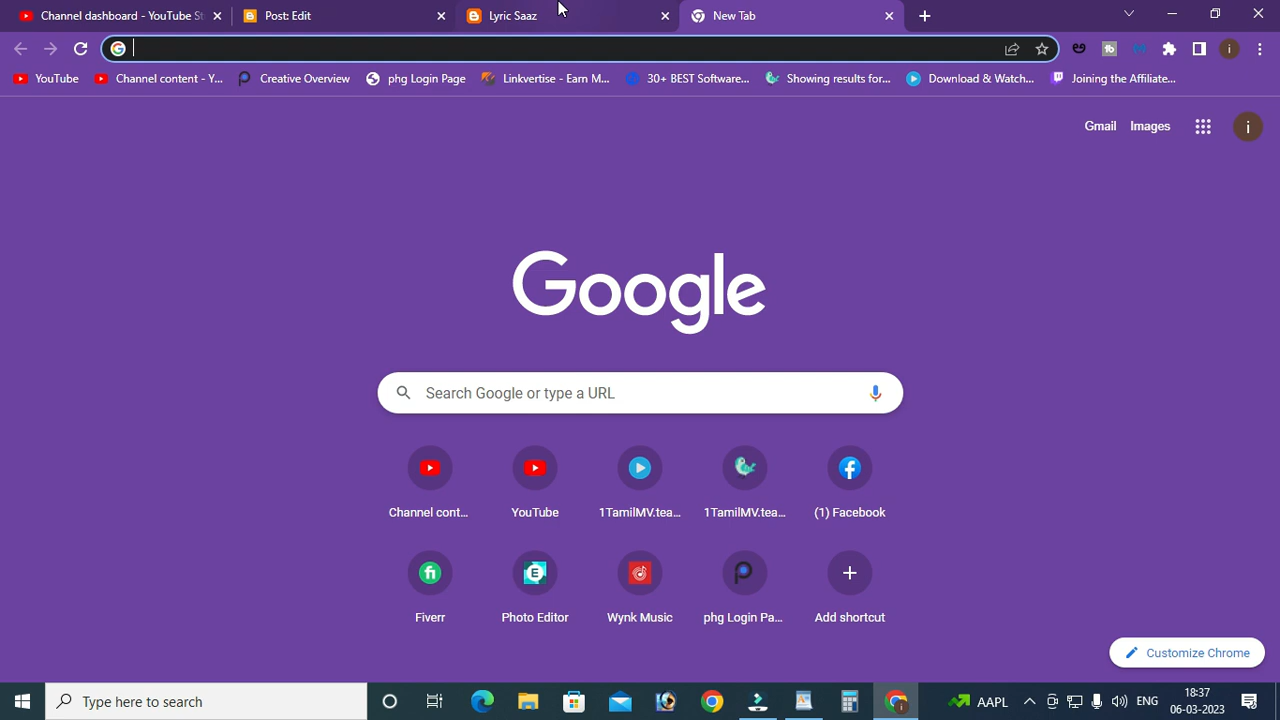 Channel dashboard - YouTube St
Post: Edit
Lyric Saaz
New Tab
YouTube
Channel content - Y...
Creative Overview
phg Login Page
Linkvertise - Earn M...
30+ BEST Software...
Showing results for...
Download & Watch...
Joining the Affiliate...
Gmail
Images
i
Google
Search Google or type a URL
Channel cont...
YouTube
1TamilMV.tea...
1TamilMV.tea...
(1) Facebook
Fiverr
Photo Editor
Wynk Music
phg Login Pa...
Add shortcut
Customize Chrome
Type here to search
AAPL
ENG
18:37
06-03-2023